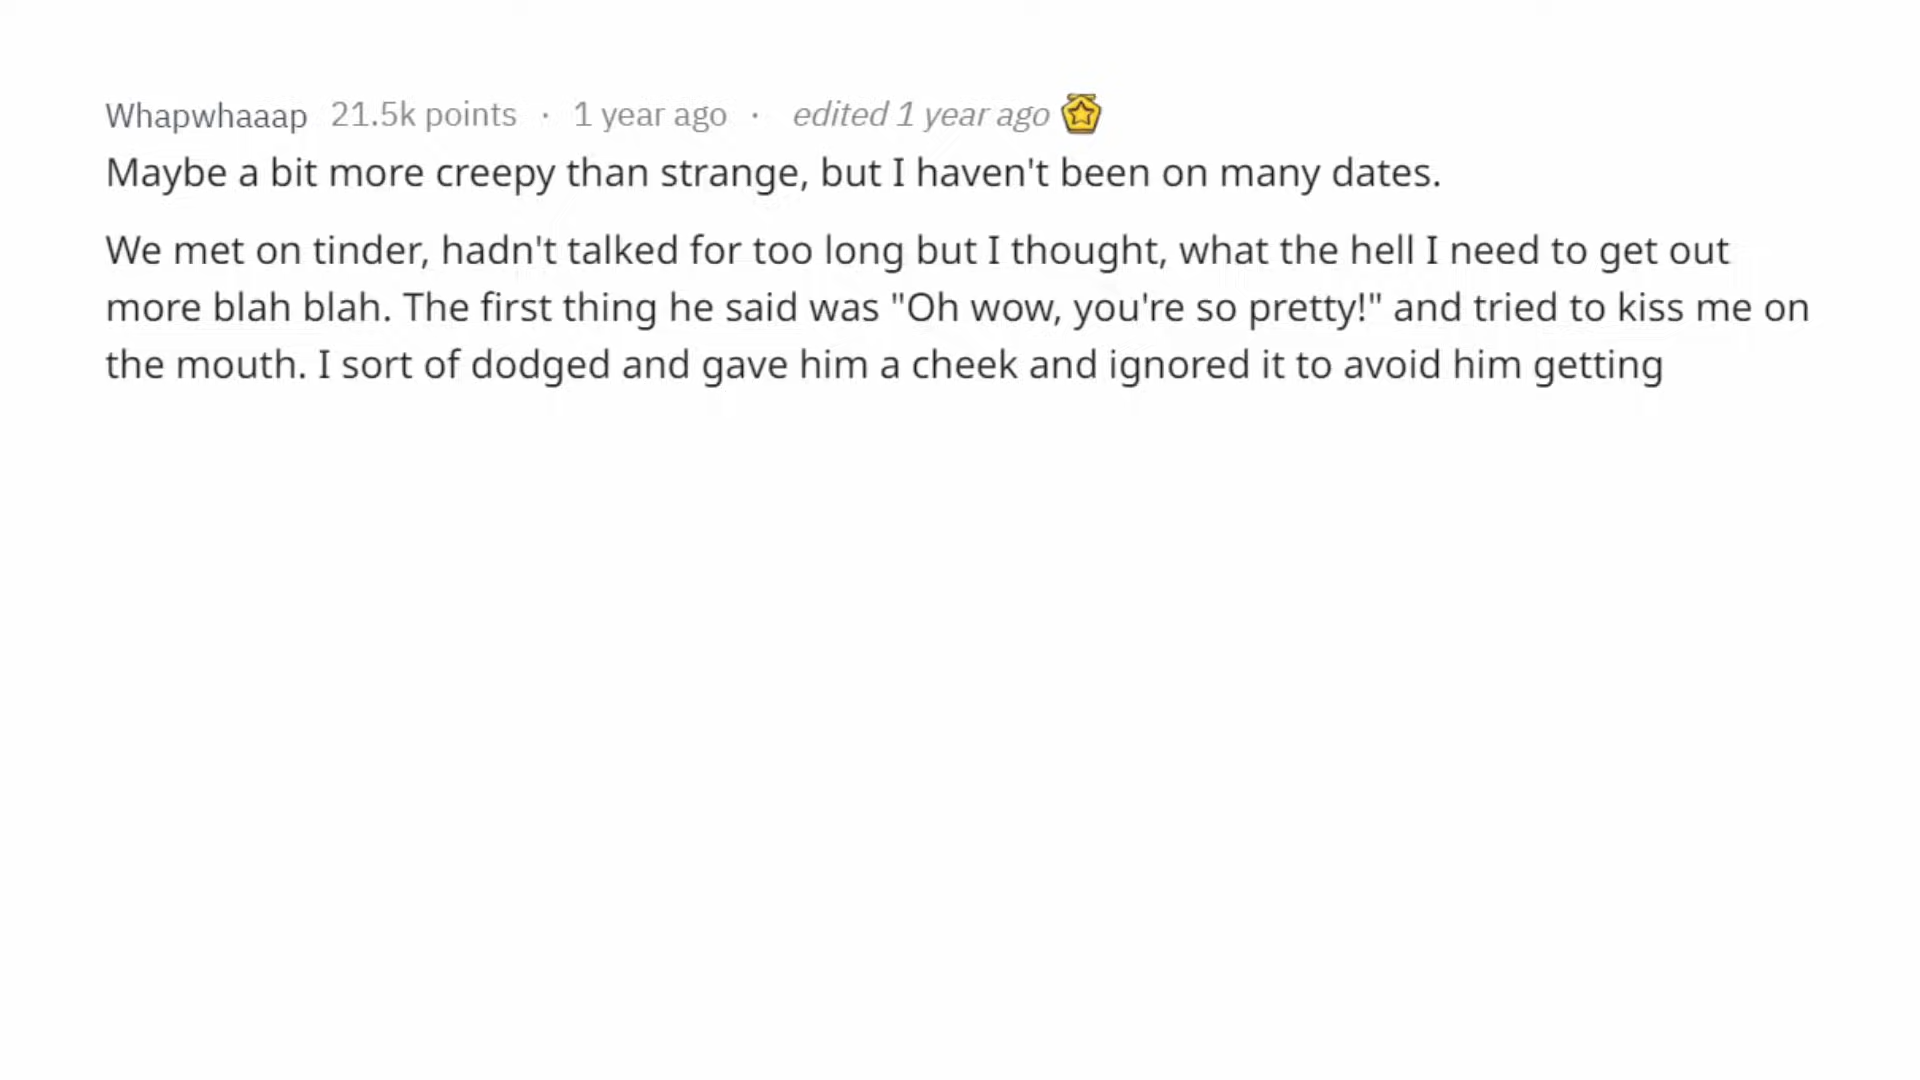 Whapwhaaap 21.5k points · 1 year ago · edited 1 year ago
Maybe a bit more creepy than strange, but I haven't been on many dates.
We met on tinder, hadn't talked for too long but I thought, what the hell I need to get out
more blah blah. The first thing he said was "Oh wow, you're so pretty!" and tried to kiss me on
the mouth. I sort of dodged and gave him a cheek and ignored it to avoid him getting